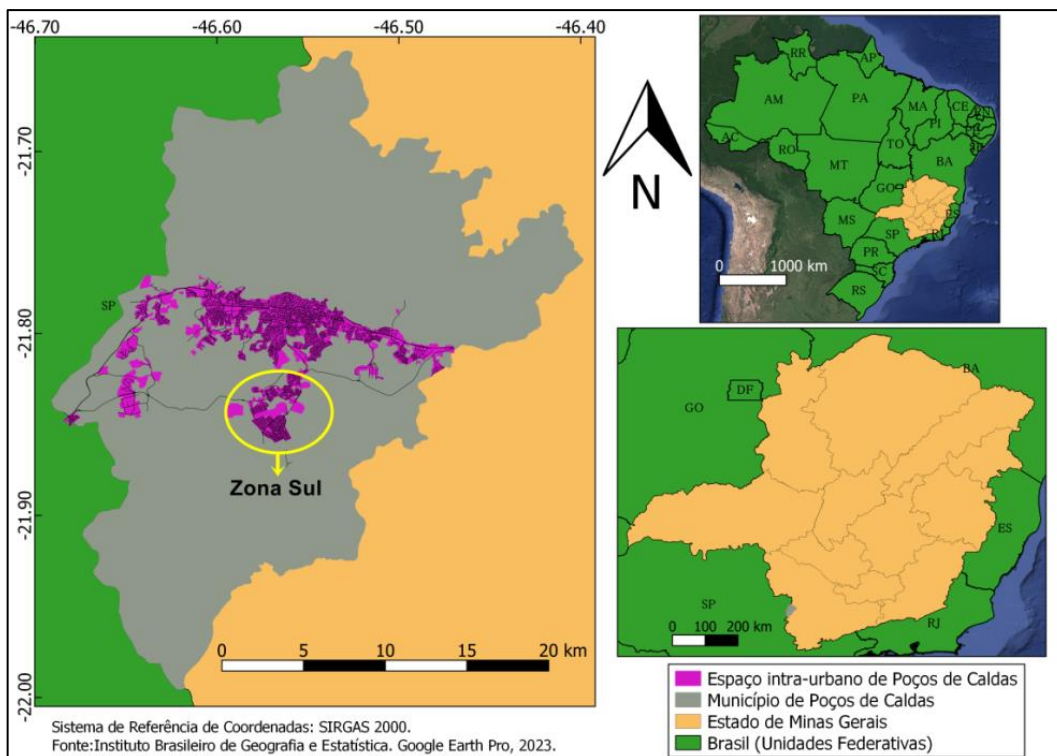 -46.70 -46.60 -46.50 -46.40
-21.70
-21.80
-21.90
-22.00
SP
Zona Sul
0 5 10 15 20 km
Sistema de Referência de Coordenadas: SIRGAS 2000.
Fonte:Instituto Brasileiro de Geografia e Estatística. Google Earth Pro, 2023.
N
RR AP
AM PA MA CE
PI
AC RO TO
MT BA
GO
MS ES
SP RJ
PR
SC
RS
0 1000 km
BA
DF
GO
ES
SP
RJ
0 100 200 km
Espaço intra-urbano de Poços de Caldas
Município de Poços de Caldas
Estado de Minas Gerais
Brasil (Unidades Federativas)